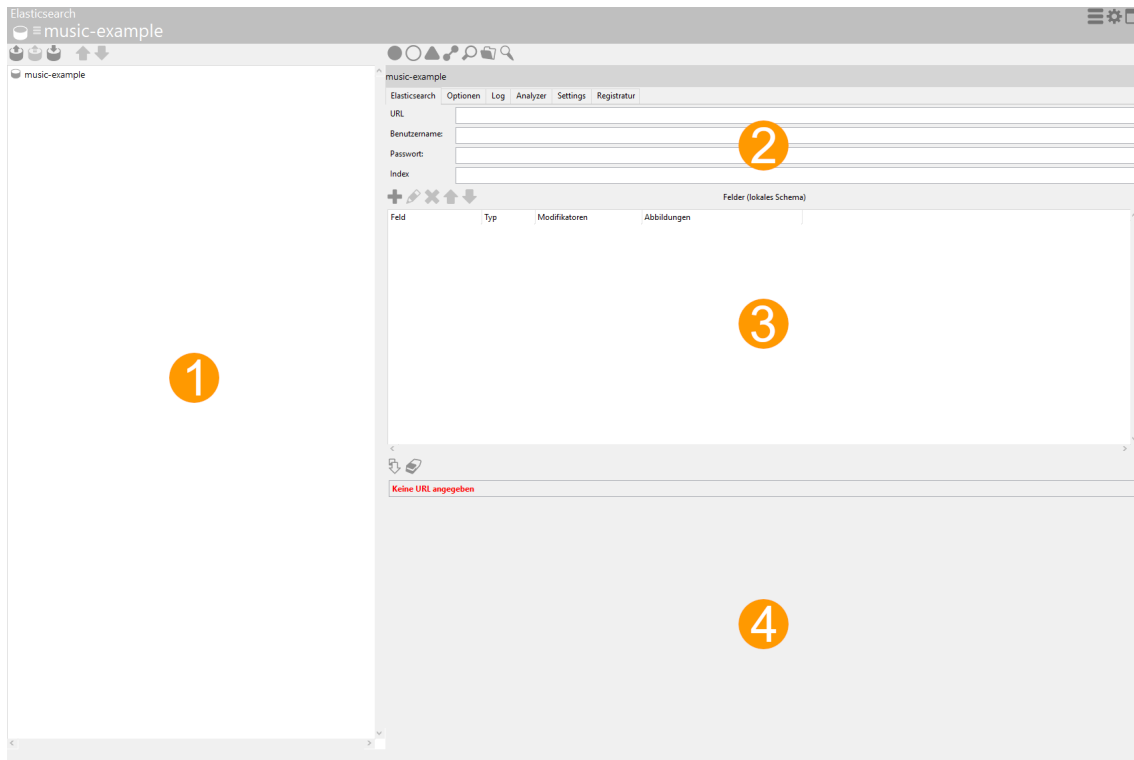 Elasticsearch
music-example
music-example
music-example
Elasticsearch Optionen Log Analyzer Settings Registratur
URL
Benutzername:
Passwort:
Index
Felder (lokales Schema)
Feld Typ Modifikatoren Abbildungen
Keine URL angegeben
1
2
3
4